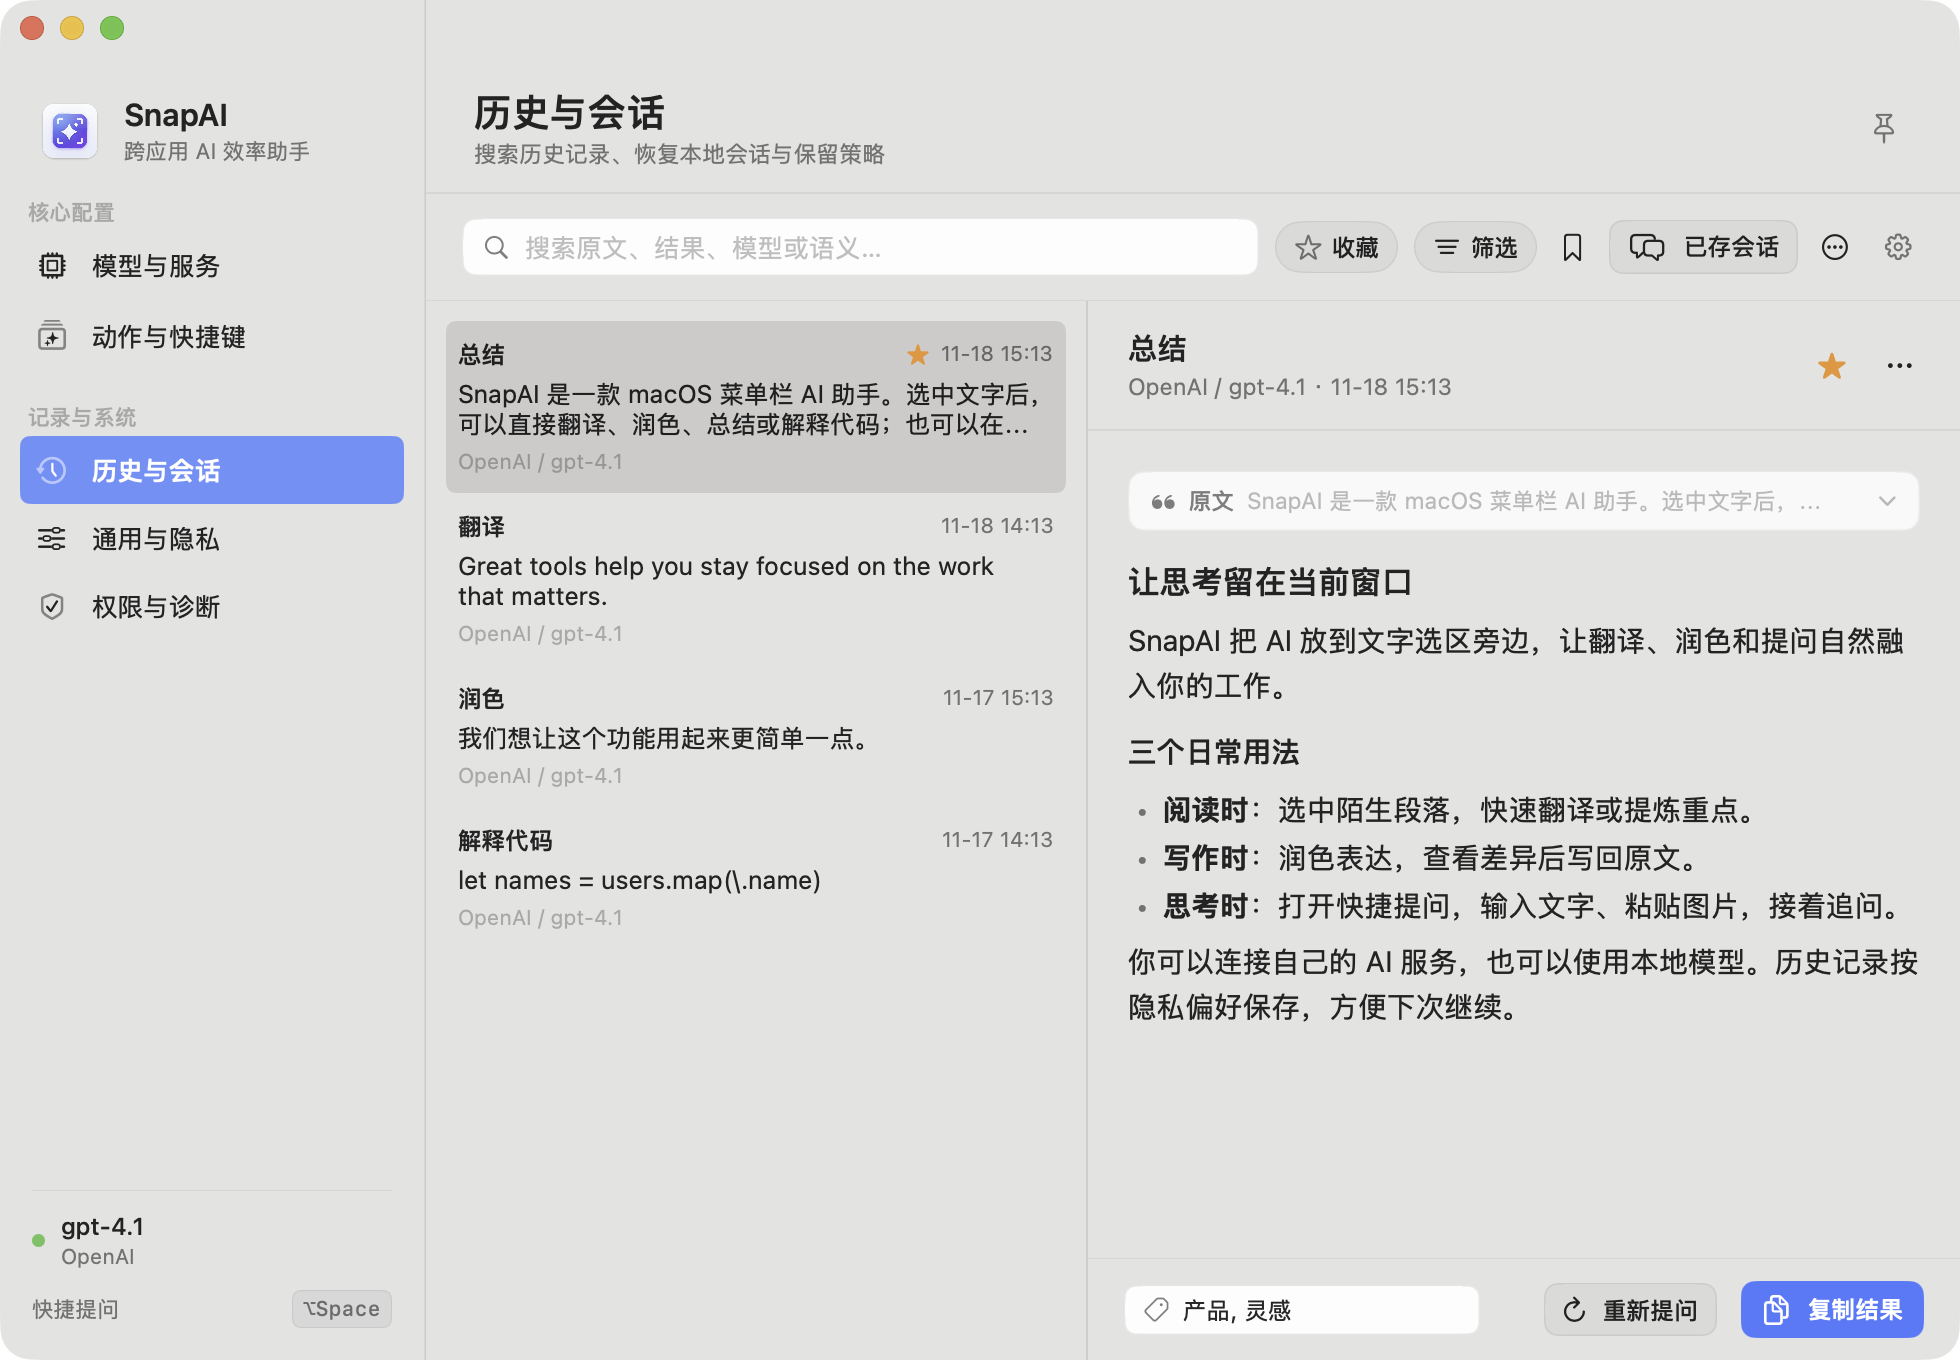 SnapAI
跨应用 AI 效率助手
核心配置
模型与服务
动作与快捷键
记录与系统
历史与会话
通用与隐私
权限与诊断
gpt-4.1
OpenAI
快捷提问
⌥Space
历史与会话
搜索历史记录、恢复本地会话与保留策略
搜索原文、结果、模型或语义...
收藏
筛选
已存会话
总结
11-18 15:13
SnapAI 是一款 macOS 菜单栏 AI 助手。选中文字后，
可以直接翻译、润色、总结或解释代码；也可以在...
OpenAI / gpt-4.1
翻译
11-18 14:13
Great tools help you stay focused on the work
that matters.
OpenAI / gpt-4.1
润色
11-17 15:13
我们想让这个功能用起来更简单一点。
OpenAI / gpt-4.1
解释代码
11-17 14:13
let names = users.map(\.name)
OpenAI / gpt-4.1
总结
OpenAI / gpt-4.1 · 11-18 15:13
原文 SnapAI 是一款 macOS 菜单栏 AI 助手。选中文字后，...
让思考留在当前窗口
SnapAI 把 AI 放到文字选区旁边，让翻译、润色和提问自然融
入你的工作。
三个日常用法
• 阅读时：选中陌生段落，快速翻译或提炼重点。
• 写作时：润色表达，查看差异后写回原文。
• 思考时：打开快捷提问，输入文字、粘贴图片，接着追问。
你可以连接自己的 AI 服务，也可以使用本地模型。历史记录按
隐私偏好保存，方便下次继续。
产品, 灵感
重新提问
复制结果